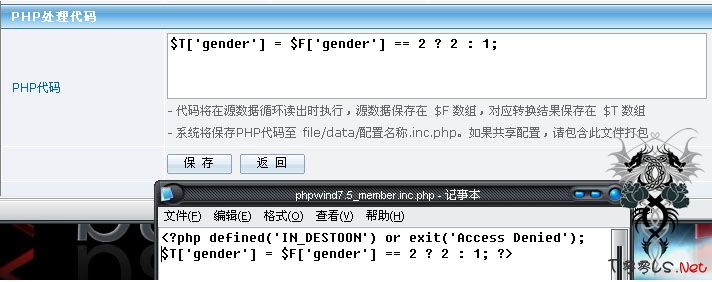 PHP处理代码
$T['gender'] = $F['gender'] == 2 ? 2 : 1;
PHP代码
- 代码将在源数据循环读出时执行，源数据保存在 $F 数组，对应转换结果保存在 $T 数组
- 系统将保存PHP代码至 file/data/配置名称.inc.php。如果共享配置，请包含此文件打包
保 存 返 回
phpwind7.5_member.inc.php - 记事本
文件(F) 编辑(E) 格式(O) 查看(V) 帮助(H)
<?php defined('IN_DESTOON') or exit('Access Denied');
$T['gender'] = $F['gender'] == 2 ? 2 : 1; ?>